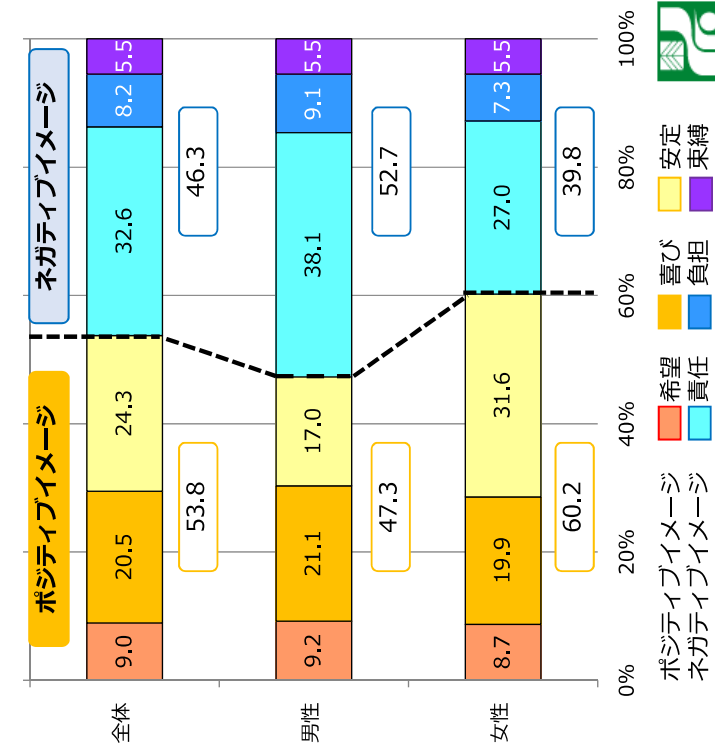 ポジティブイメージ ネガティブイメージ
全体 9.0 20.5 24.3 32.6 8.2 5.5
53.8 46.3
男性 9.2 21.1 17.0 38.1 9.1 5.5
47.3 52.7
女性 8.7 19.9 31.6 27.0 7.3 5.5
60.2 39.8
0% 20% 40% 60% 80% 100%
ポジティブイメージ 希望 喜び 安定
ネガティブイメージ 責任 負担 束縛